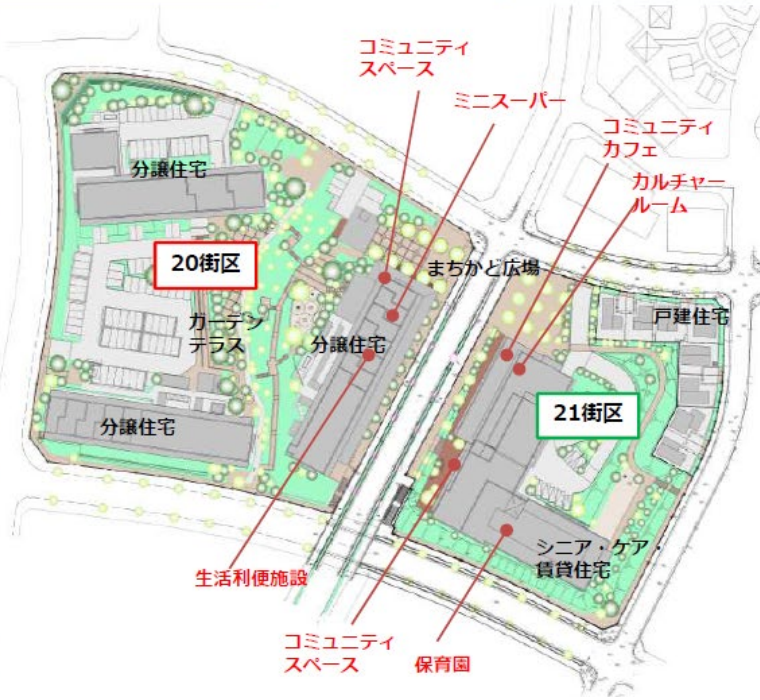 コミュニティ
スペース
ミニスーパー
コミュニティ
カフェ
カルチャー
ルーム
分譲住宅
20街区
まちかど広場
ガーデン
テラス
分譲住宅
戸建住宅
分譲住宅
21街区
シニア・ケア・
賃貸住宅
生活利便施設
コミュニティ
スペース
保育園